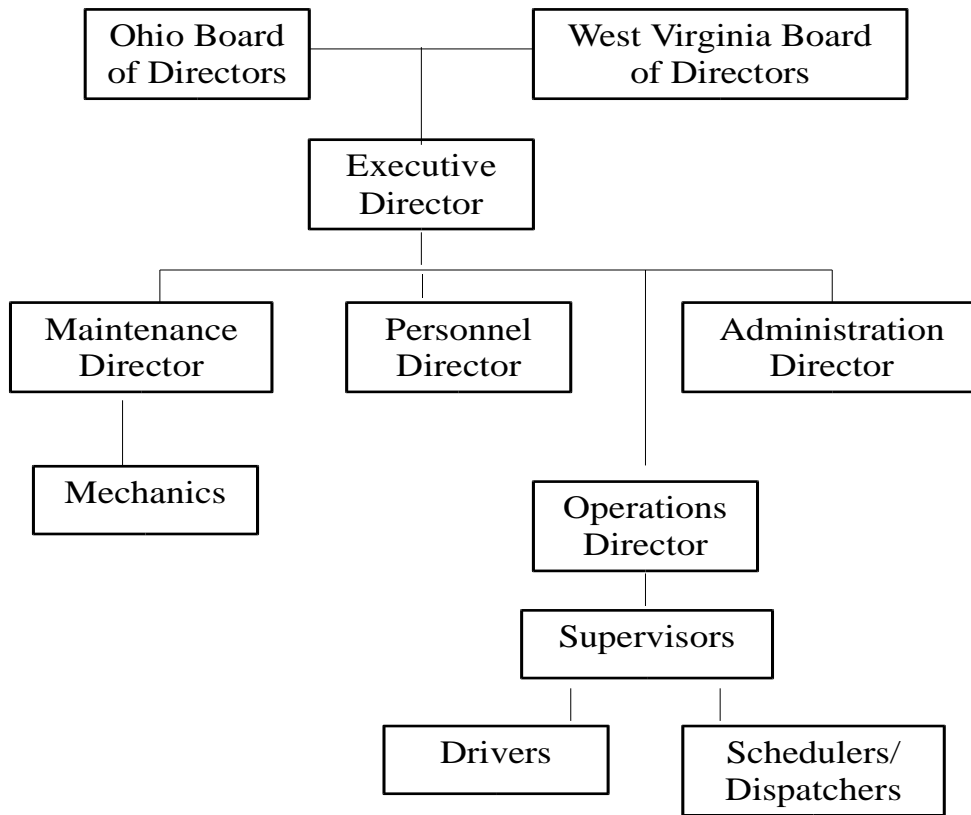 Ohio Board
of Directors
West Virginia Board
of Directors
Executive
Director
Maintenance
Director
Personnel
Director
Administration
Director
Mechanics
Operations
Director
Supervisors
Drivers
Schedulers/
Dispatchers